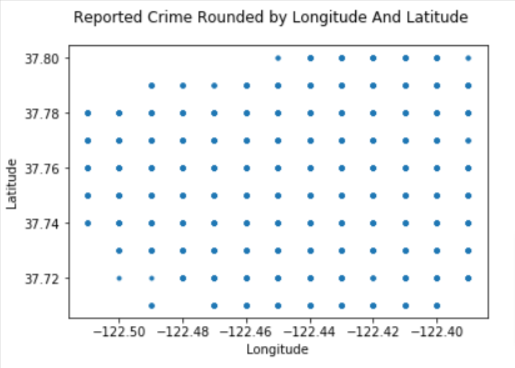 Reported Crime Rounded by Longitude And Latitude
37.80
37.78
37.76
37.74
37.72
Latitude
−122.50 −122.48 −122.46 −122.44 −122.42 −122.40
Longitude